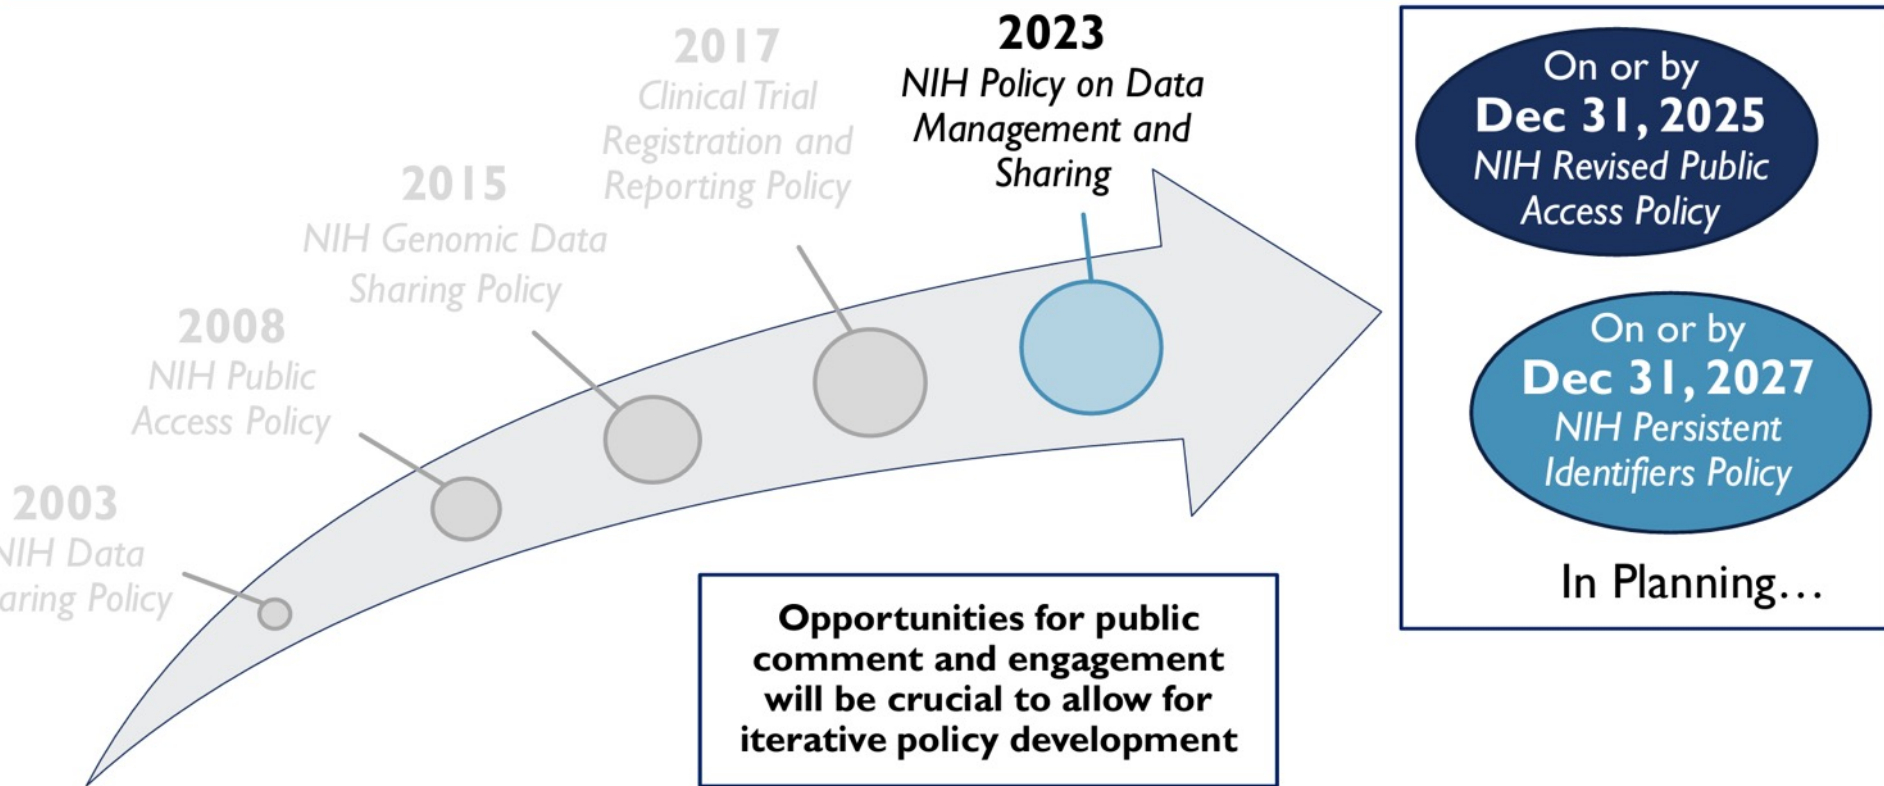 2003
NIH Data
aring Policy
2008
NIH Public
Access Policy
2015
NIH Genomic Data
Sharing Policy
2017
Clinical Trial
Registration and
Reporting Policy
2023
NIH Policy on Data
Management and
Sharing
On or by
Dec 31, 2025
NIH Revised Public
Access Policy
On or by
Dec 31, 2027
NIH Persistent
Identifiers Policy
In Planning…
Opportunities for public
comment and engagement
will be crucial to allow for
iterative policy development